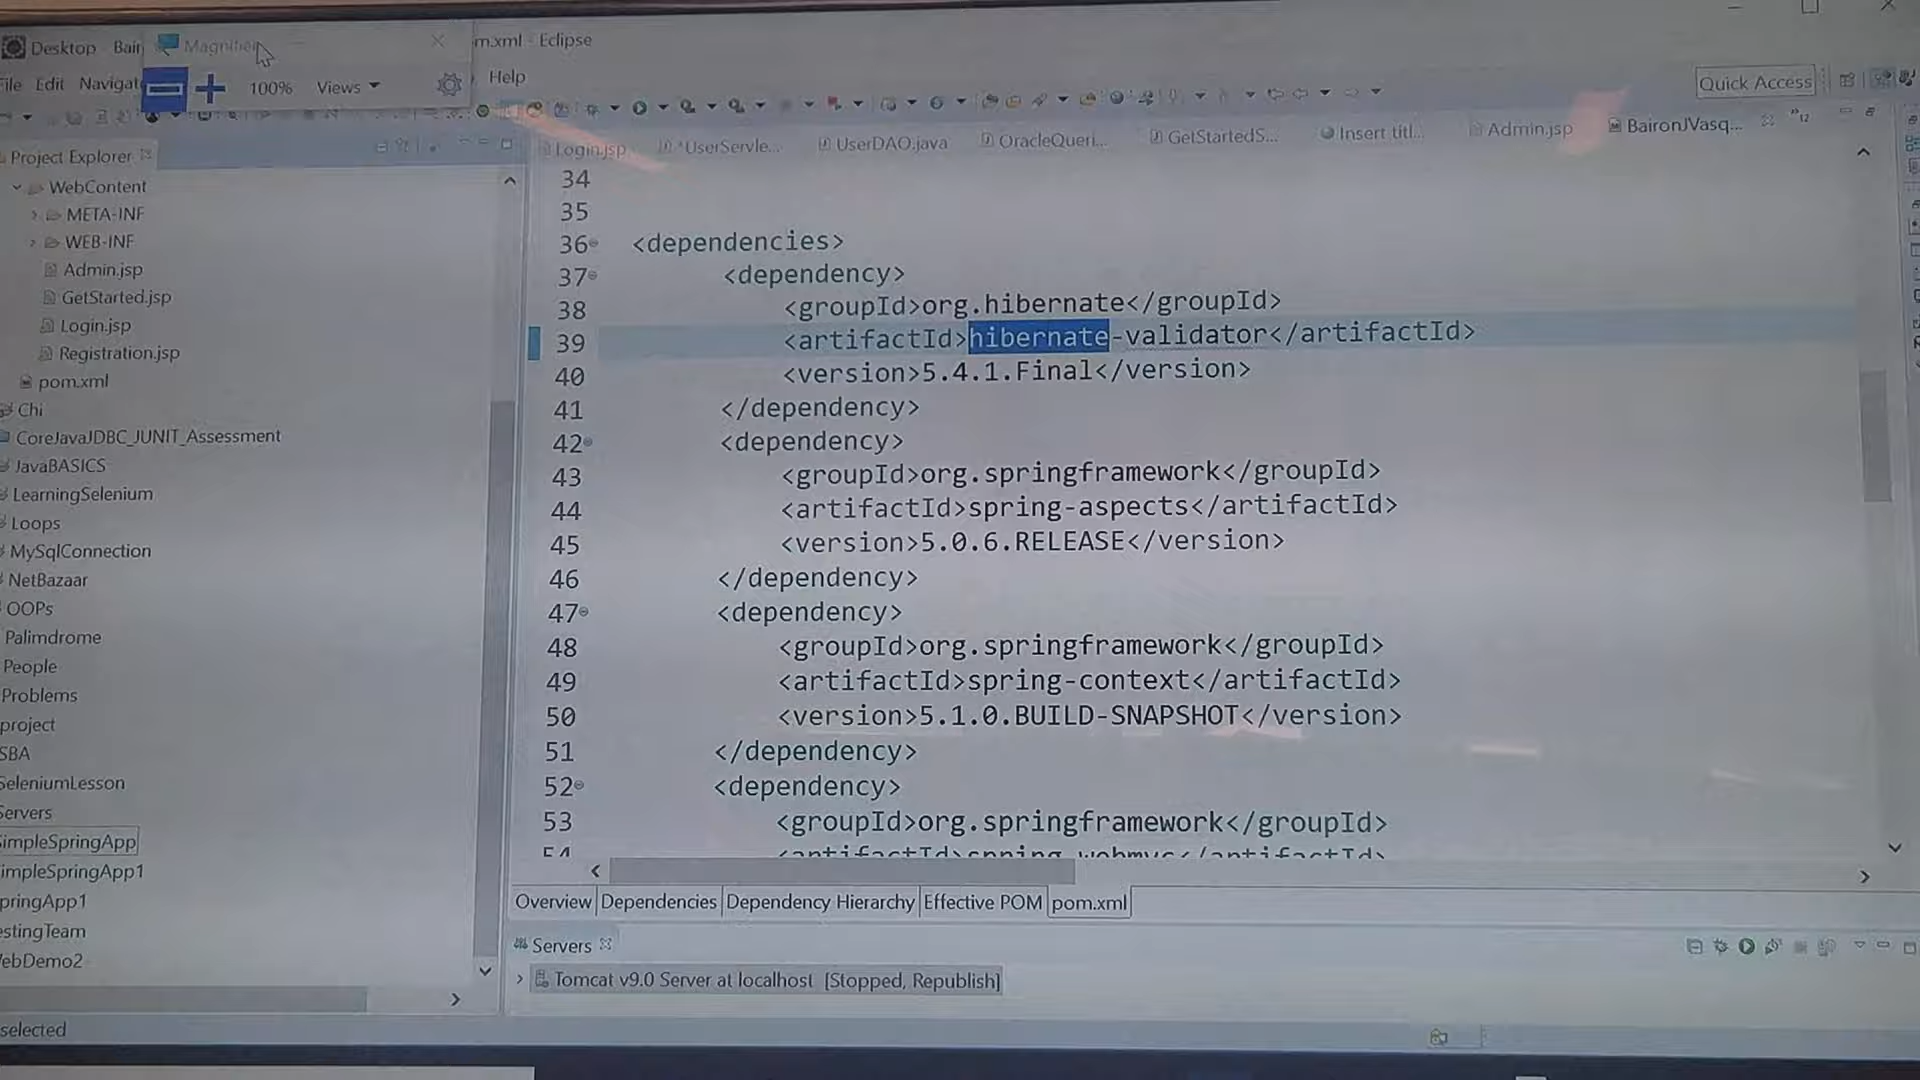 Desktop Bair
Magnifier
m.xml - Eclipse
File Edit Navigat
100% Views
Help
Quick Access
Project Explorer
Login.jsp
*UserServle...
UserDAO.java
OracleQueri...
GetStartedS...
Insert titl...
Admin.jsp
BaironJVasq...
12
WebContent
META-INF
WEB-INF
Admin.jsp
GetStarted.jsp
Login.jsp
Registration.jsp
pom.xml
Chi
CoreJavaJDBC_JUNIT_Assessment
JavaBASICS
LearningSelenium
Loops
MySqlConnection
NetBazaar
OOPs
Palimdrome
People
Problems
project
SBA
SeleniumLesson
Servers
impleSpringApp
impleSpringApp1
pringApp1
estingTeam
ebDemo2
34
35
36 <dependencies>
37 <dependency>
38 <groupId>org.hibernate</groupId>
39 <artifactId>hibernate-validator</artifactId>
40 <version>5.4.1.Final</version>
41 </dependency>
42 <dependency>
43 <groupId>org.springframework</groupId>
44 <artifactId>spring-aspects</artifactId>
45 <version>5.0.6.RELEASE</version>
46 </dependency>
47 <dependency>
48 <groupId>org.springframework</groupId>
49 <artifactId>spring-context</artifactId>
50 <version>5.1.0.BUILD-SNAPSHOT</version>
51 </dependency>
52 <dependency>
53 <groupId>org.springframework</groupId>
54 <artifactId>spring-webmvc</artifactId>
Overview Dependencies Dependency Hierarchy Effective POM pom.xml
Servers
Tomcat v9.0 Server at localhost [Stopped, Republish]
selected